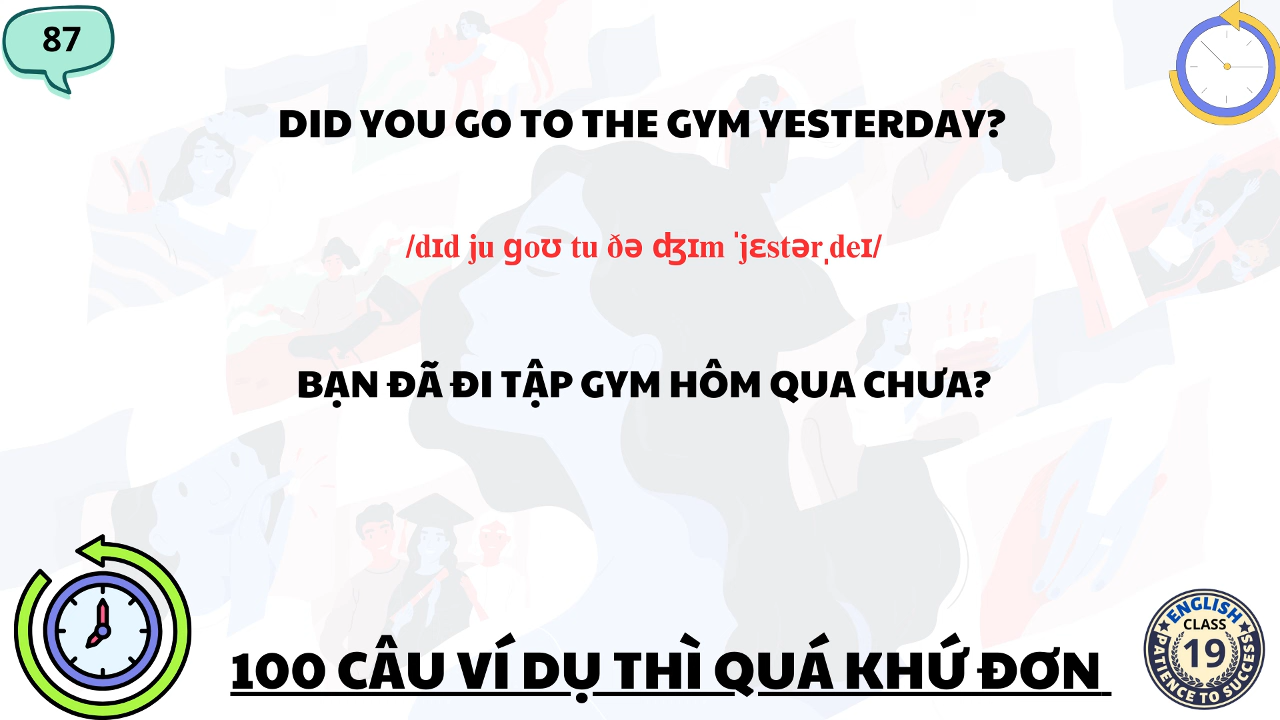 87
DID YOU GO TO THE GYM YESTERDAY?
/dɪd ju ɡoʊ tu ðə ʤɪm ˈjɛstərˌdeɪ/
BẠN ĐÃ ĐI TẬP GYM HÔM QUA CHƯA?
100 CÂU VÍ DỤ THÌ QUÁ KHỨ ĐƠN
ENGLISH
CLASS
19
PATIENCE TO SUCCESS